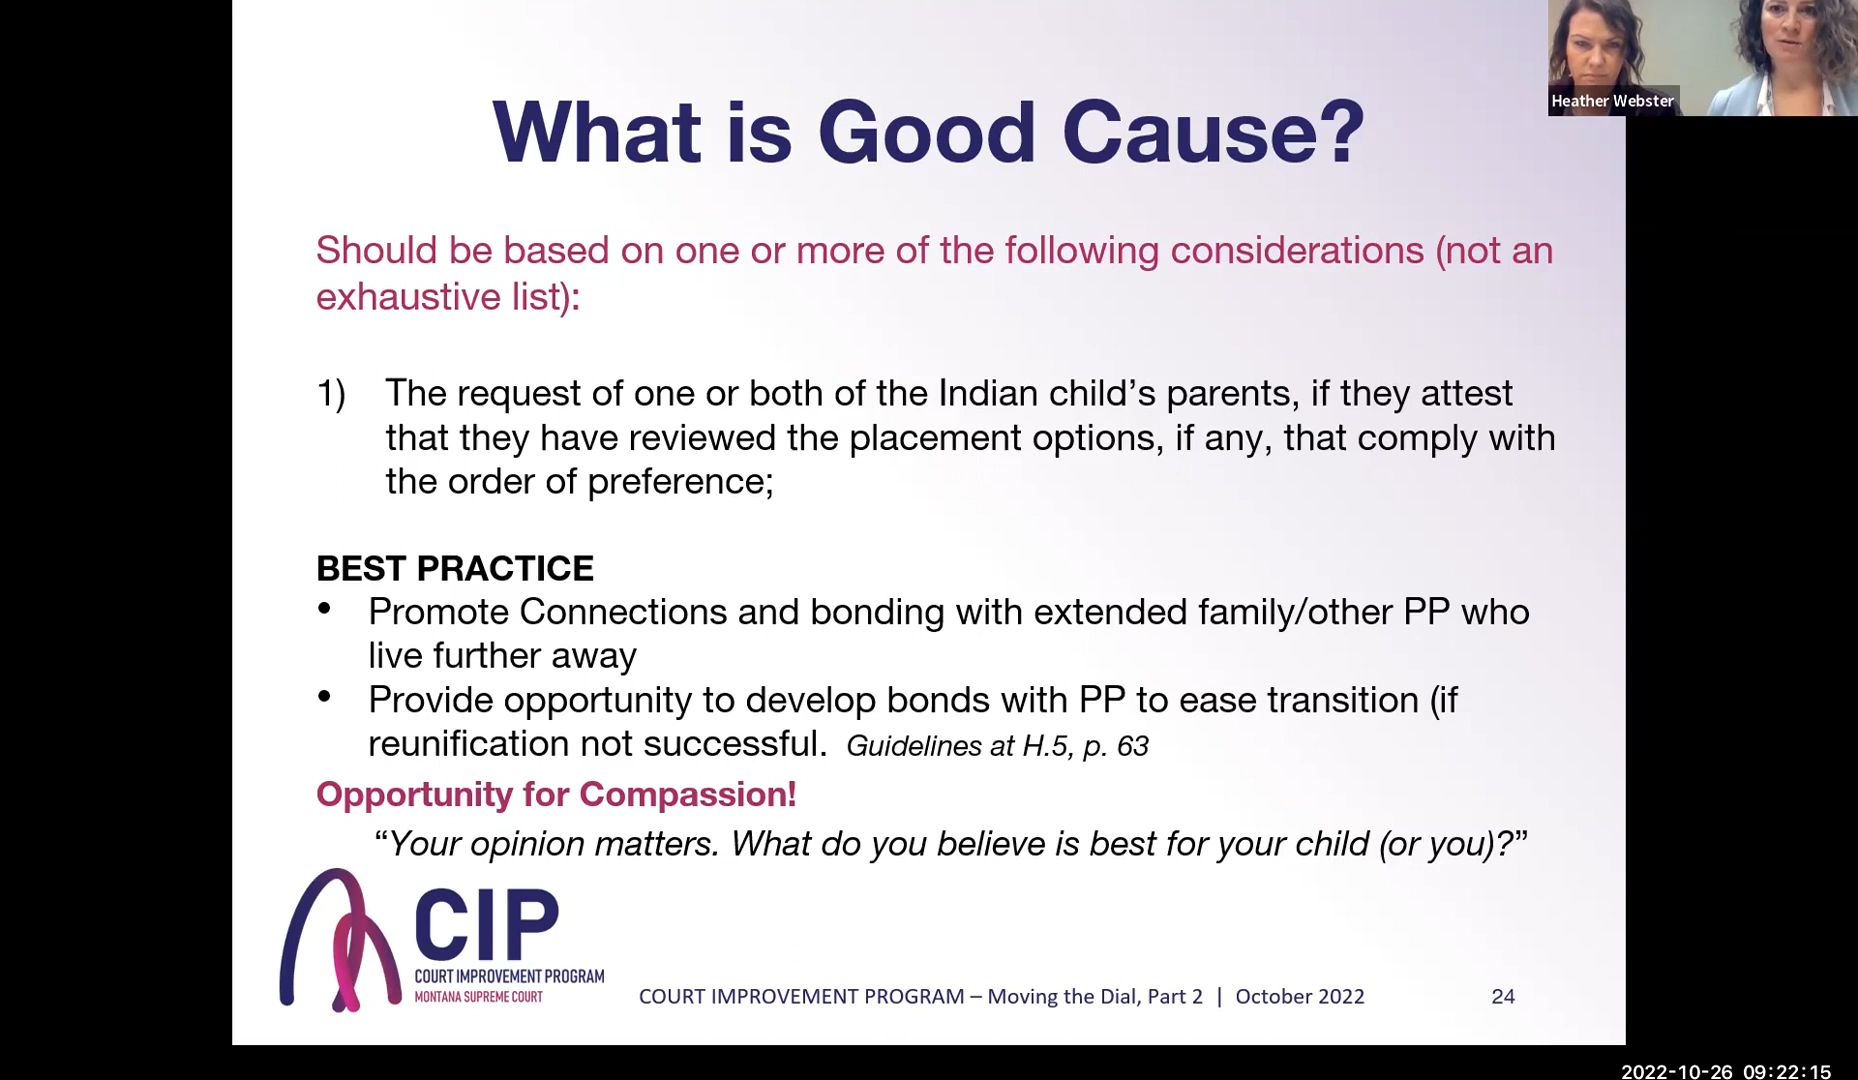 Heather Webster
What is Good Cause?
Should be based on one or more of the following considerations (not an
exhaustive list):
1) The request of one or both of the Indian child’s parents, if they attest
that they have reviewed the placement options, if any, that comply with
the order of preference;
BEST PRACTICE
• Promote Connections and bonding with extended family/other PP who
live further away
• Provide opportunity to develop bonds with PP to ease transition (if
reunification not successful. Guidelines at H.5, p. 63
Opportunity for Compassion!
“Your opinion matters. What do you believe is best for your child (or you)?”
CIP
COURT IMPROVEMENT PROGRAM
MONTANA SUPREME COURT
COURT IMPROVEMENT PROGRAM – Moving the Dial, Part 2 | October 2022
24
2022-10-26 09:22:15